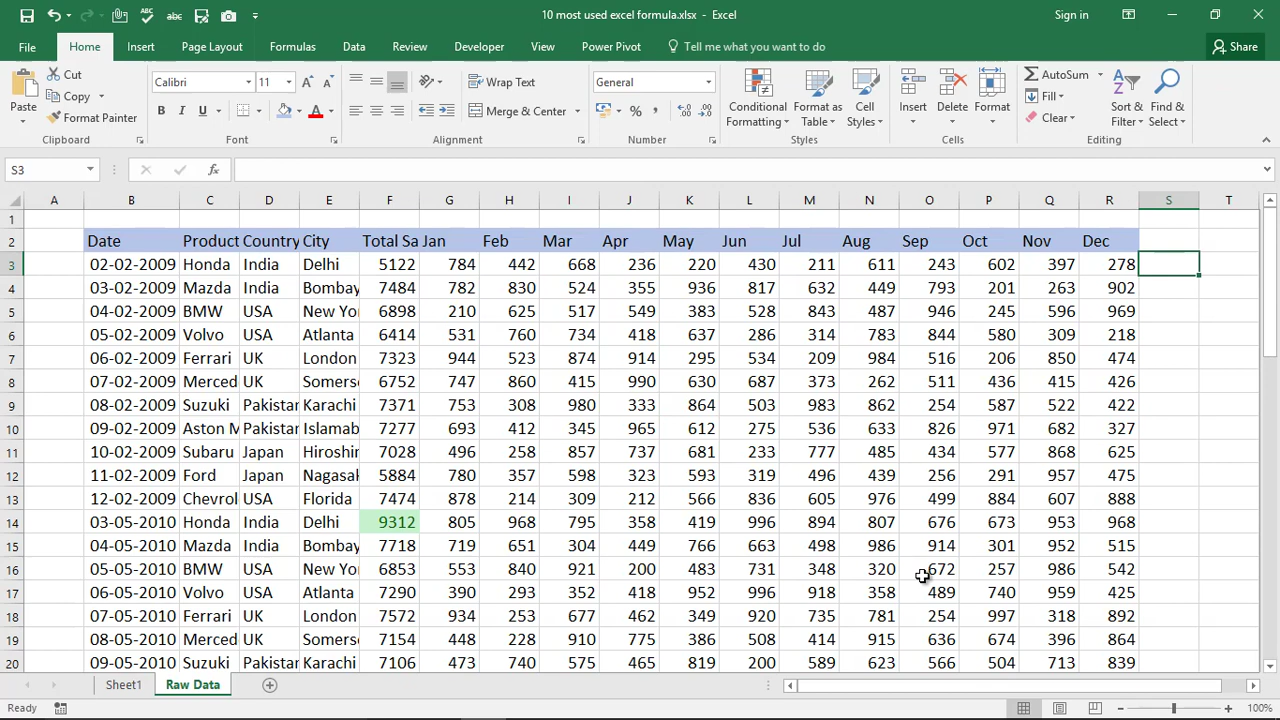 10 most used excel formula.xlsx - Excel
Sign in
File Home Insert Page Layout Formulas Data Review View Developer Power Pivot Tell me what you want to do Share
Paste
Cut
Copy
Format Painter
Clipboard
Calibri 11
B I U
Font
Wrap Text
Merge & Center
Alignment
General
% ,
Number
Conditional Formatting
Format as Table
Cell Styles
Styles
Insert
Delete
Format
Cells
AutoSum
Fill
Clear
Sort & Filter
Find & Select
Editing
S3 fx
A B C D E F G H I J K L M N O P Q R S T
1
2 Date Product Country City Total Sa Jan Feb Mar Apr May Jun Jul Aug Sep Oct Nov Dec
3 02-02-2009 Honda India Delhi 5122 784 442 668 236 220 430 211 611 243 602 397 278
4 03-02-2009 Mazda India Bombay 7484 782 830 524 355 936 817 632 449 793 201 263 902
5 04-02-2009 BMW USA New Yo 6898 210 625 517 549 383 528 843 487 946 245 596 969
6 05-02-2009 Volvo USA Atlanta 6414 531 760 734 418 637 286 314 783 844 580 309 218
7 06-02-2009 Ferrari UK London 7323 944 523 874 914 295 534 209 984 516 206 850 474
8 07-02-2009 Merced UK Somers 6752 747 860 415 990 630 687 373 262 511 436 415 426
9 08-02-2009 Suzuki Pakistan Karachi 7371 753 308 980 333 864 503 983 862 254 587 522 422
10 09-02-2009 Aston M Pakistan Islamab 7277 693 412 345 965 612 275 536 633 826 971 682 327
11 10-02-2009 Subaru Japan Hiroshin 7028 496 258 857 737 681 233 777 485 434 577 868 625
12 11-02-2009 Ford Japan Nagasak 5884 780 357 598 323 593 319 496 439 256 291 957 475
13 12-02-2009 Chevrol USA Florida 7474 878 214 309 212 566 836 605 976 499 884 607 888
14 03-05-2010 Honda India Delhi 9312 805 968 795 358 419 996 894 807 676 673 953 968
15 04-05-2010 Mazda India Bombay 7718 719 651 304 449 766 663 498 986 914 301 952 515
16 05-05-2010 BMW USA New Yo 6853 553 840 921 200 483 731 348 320 672 257 986 542
17 06-05-2010 Volvo USA Atlanta 7290 390 293 352 418 952 996 918 358 489 740 959 425
18 07-05-2010 Ferrari UK London 7572 934 253 677 462 349 920 735 781 254 997 318 892
19 08-05-2010 Merced UK Somers 7154 448 228 910 775 386 508 414 915 636 674 396 864
20 09-05-2010 Suzuki Pakistan Karachi 7106 473 740 575 465 819 200 589 623 566 504 713 839
Sheet1 Raw Data
Ready 100%